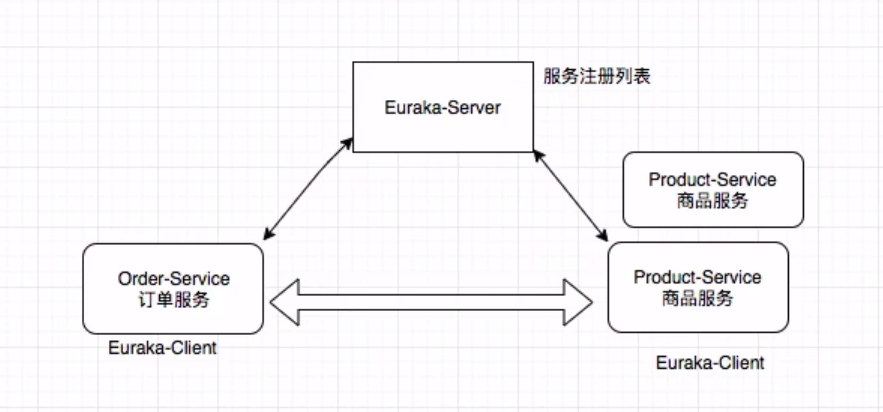 Euraka-Server
服务注册列表
Product-Service
商品服务
Order-Service
订单服务
Product-Service
商品服务
Euraka-Client
Euraka-Client